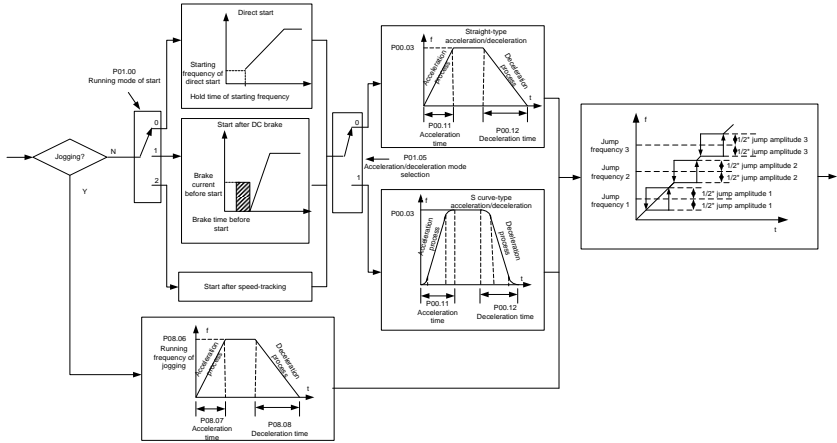 Jogging?
N
Y
P01.00
Running mode of start
0
1
2
Direct start
f
Starting
frequency of
direct start
Hold time of starting frequency
Start after DC brake
Brake
current
before start
Brake time before
start
Start after speed-tracking
0
1
P01.05
Acceleration/deceleration mode
selection
Straight-type
acceleration/deceleration
f
P00.03
Acceleration
process
Deceleration
process
t
P00.11
Acceleration
time
P00.12
Deceleration time
S curve-type
acceleration/deceleration
f
P00.03
Acceleration
process
Deceleration
process
t
P00.11
Acceleration
time
P00.12
Deceleration time
f
P08.06
Running
frequency of
jogging
Acceleration
process
Deceleration
process
t
P08.07
Acceleration
time
P08.08
Deceleration time
f
Jump
frequency 3
Jump
frequency 2
Jump
frequency 1
1/2* jump amplitude 3
1/2* jump amplitude 3
1/2* jump amplitude 2
1/2* jump amplitude 2
1/2* jump amplitude 1
1/2* jump amplitude 1
t